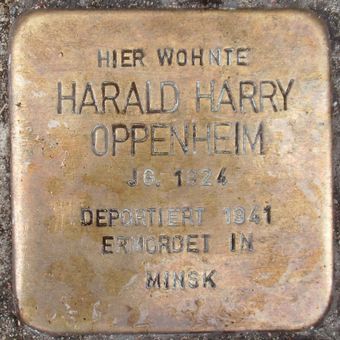 HIER WOHNTE
HARALD HARRY
OPPENHEIM
JG. 1924
DEPORTIERT 1941
ERMORDET IN
MINSK